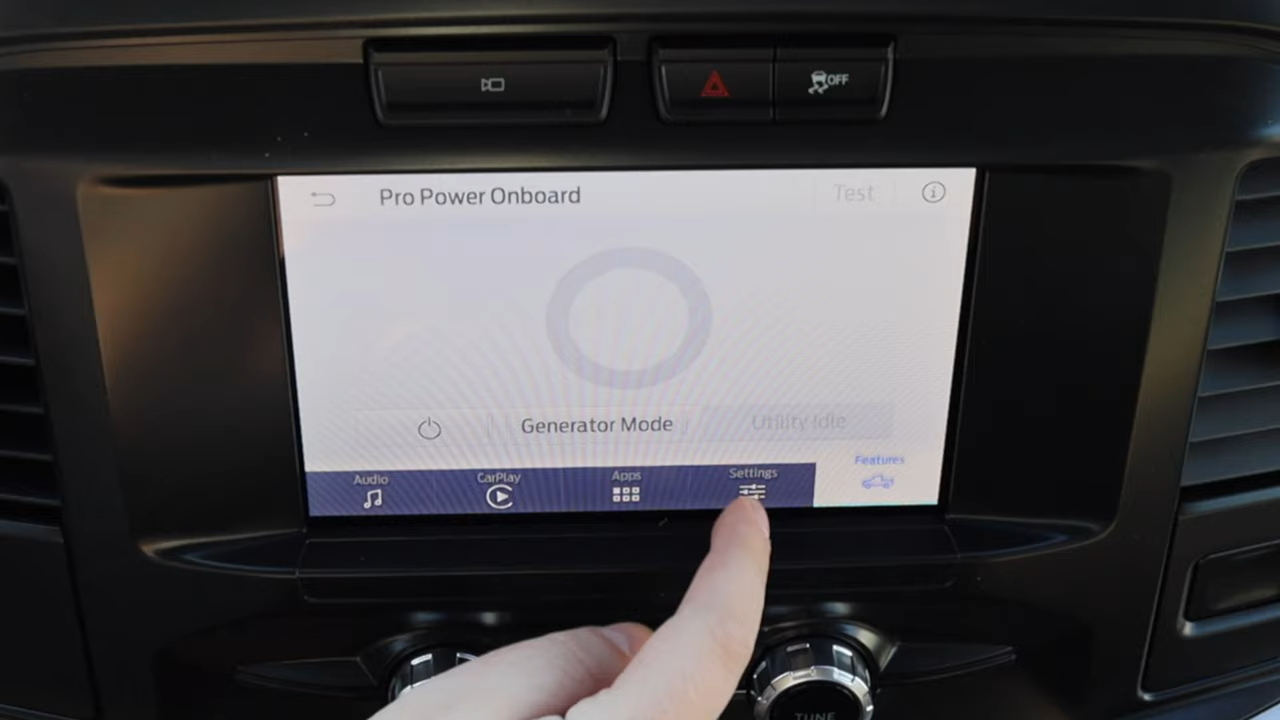 OFF
Pro Power Onboard
Test
Generator Mode
Utility Idle
Audio
CarPlay
Apps
Settings
Features
TUNE